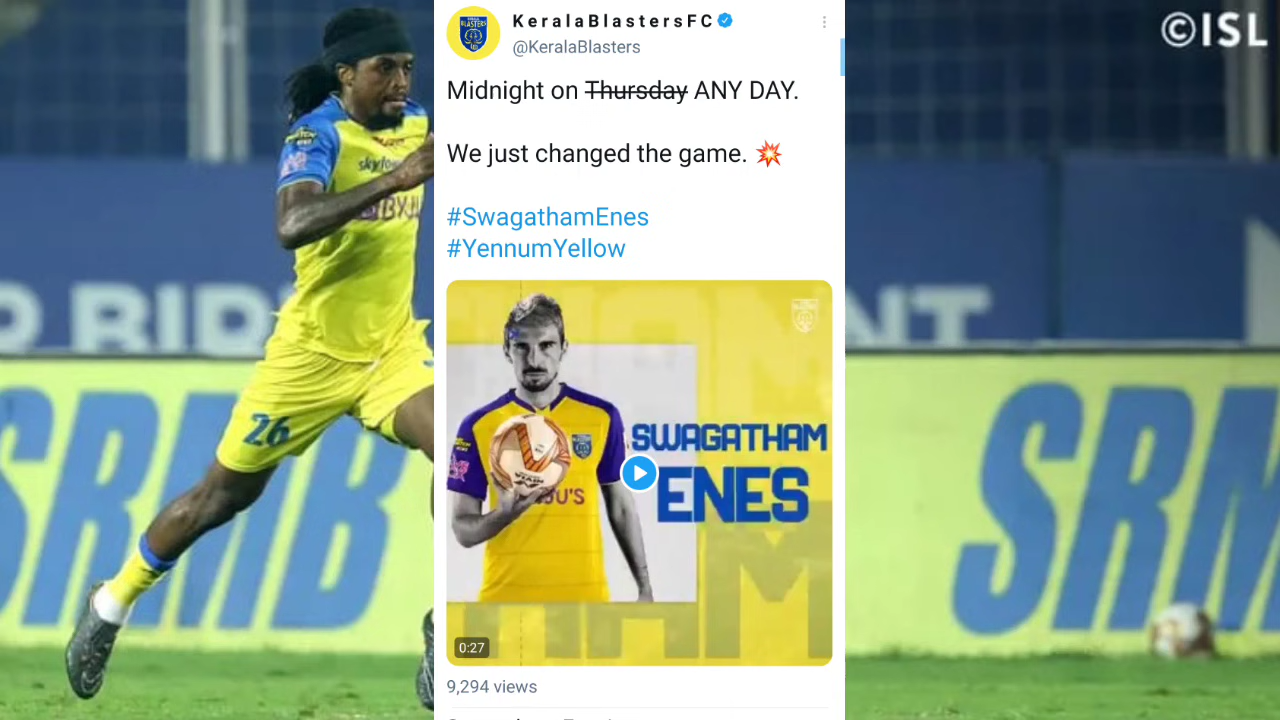 KeralaBlastersFC
@KeralaBlasters
Midnight on Thursday ANY DAY.
We just changed the game. 💥
#SwagathamEnes
#YennumYellow
SWAGATHAM
ENES
0:27
9,294 views
©ISL
26
SRMB
SRM